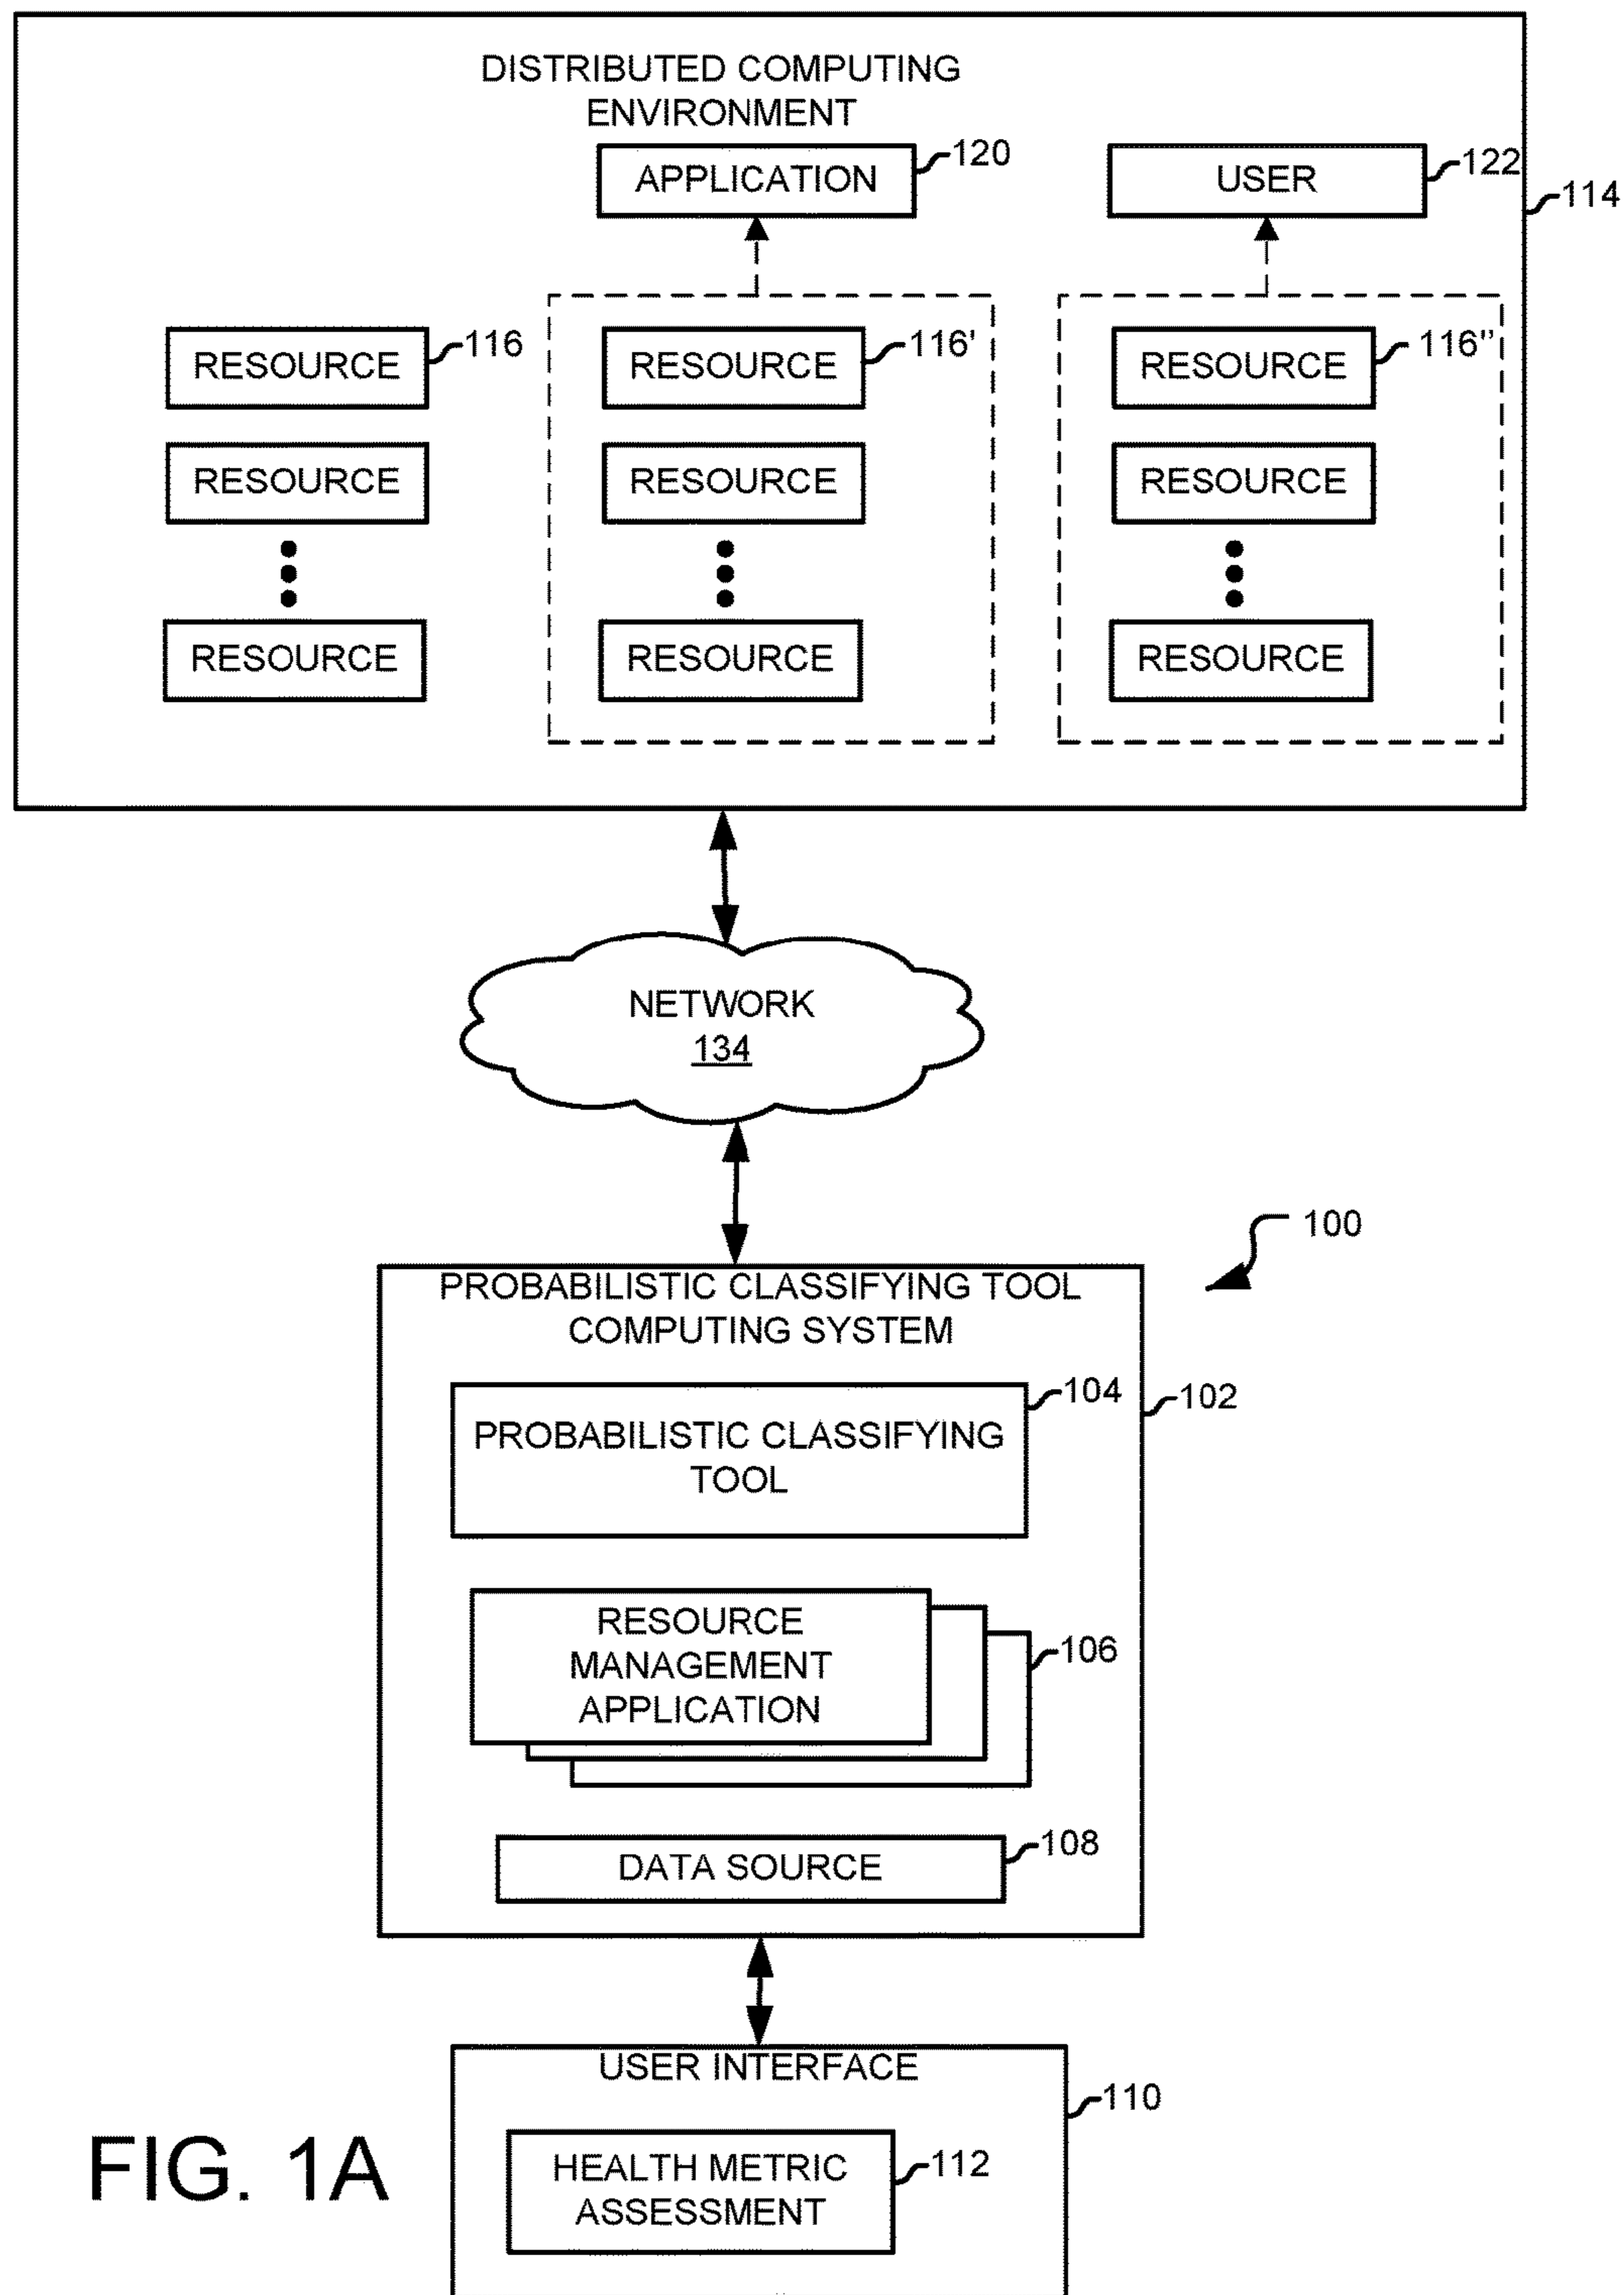 DISTRIBUTED COMPUTING
ENVIRONMENT
APPLICATION
120
USER
122
114
RESOURCE
116
RESOURCE
116'
RESOURCE
116''
RESOURCE
RESOURCE
RESOURCE
RESOURCE
RESOURCE
RESOURCE
NETWORK
134
100
PROBABILISTIC CLASSIFYING TOOL
COMPUTING SYSTEM
102
104
PROBABILISTIC CLASSIFYING
TOOL
RESOURCE
MANAGEMENT
APPLICATION
106
108
DATA SOURCE
USER INTERFACE
110
HEALTH METRIC
ASSESSMENT
112
FIG. 1A